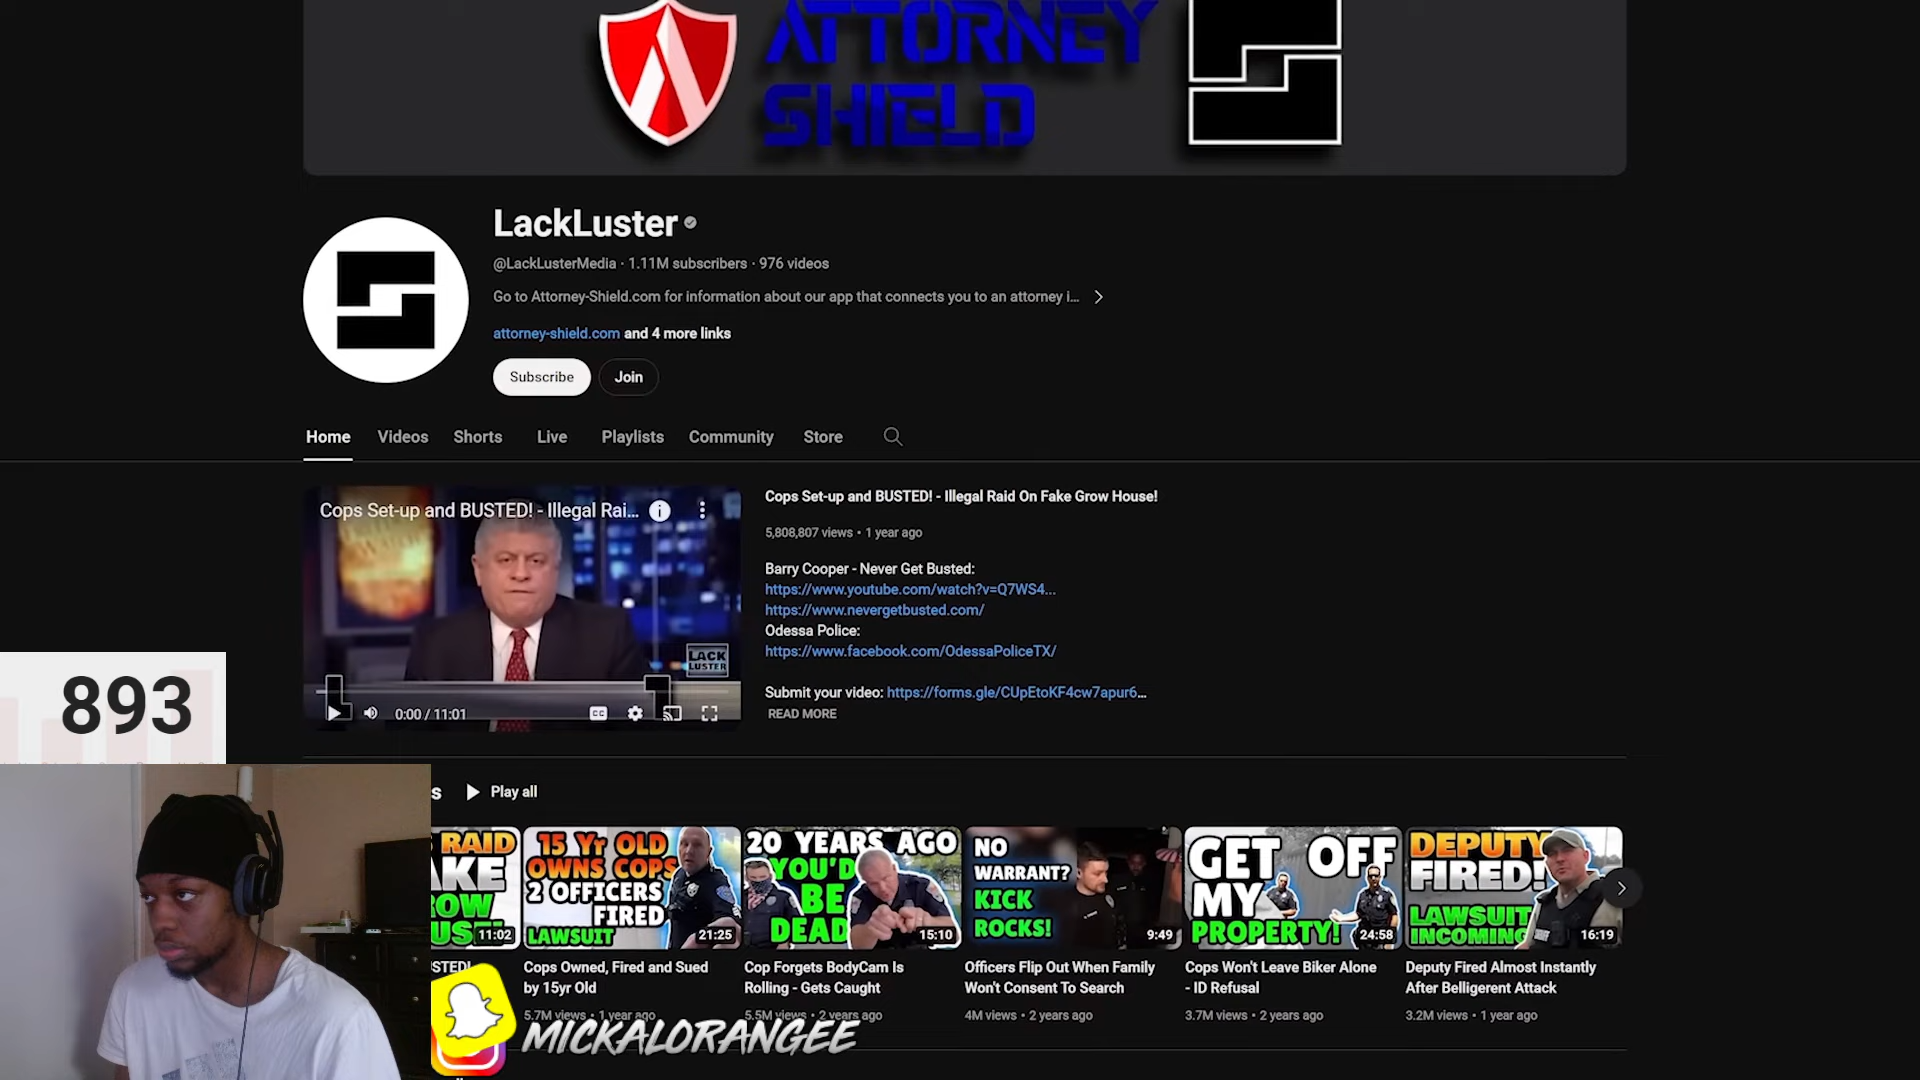 ATTORNEY
SHIELD
LackLuster
@LackLusterMedia · 1.11M subscribers · 976 videos
Go to Attorney-Shield.com for information about our app that connects you to an attorney i...
attorney-shield.com and 4 more links
Subscribe
Join
Home
Videos
Shorts
Live
Playlists
Community
Store
Cops Set-up and BUSTED! - Illegal Rai...
LACK
LUSTER
0:00 / 11:01
CC
Cops Set-up and BUSTED! - Illegal Raid On Fake Grow House!
5,808,807 views • 1 year ago
Barry Cooper - Never Get Busted:
https://www.youtube.com/watch?v=Q7WS4...
https://www.nevergetbusted.com/
Odessa Police:
https://www.facebook.com/OdessaPoliceTX/
Submit your video: https://forms.gle/CUpEtoKF4cw7apur6...
READ MORE
893
s
Play all
RAID
AKE
ROW
USE
11:02
STED!
15 Yr OLD
OWNS COPS
2 OFFICERS
FIRED
LAWSUIT
21:25
Cops Owned, Fired and Sued
by 15yr Old
5.7M views • 1 year ago
20 YEARS AGO
YOU'D
BE
DEAD
15:10
Cop Forgets BodyCam Is
Rolling - Gets Caught
5.5M views • 2 years ago
NO
WARRANT?
KICK
ROCKS!
9:49
Officers Flip Out When Family
Won't Consent To Search
4M views • 2 years ago
GET OFF
MY
PROPERTY!
24:58
Cops Won't Leave Biker Alone
- ID Refusal
3.7M views • 2 years ago
DEPUTY
FIRED!
LAWSUIT
INCOMING
16:19
Deputy Fired Almost Instantly
After Belligerent Attack
3.2M views • 1 year ago
MICKALORANGEE